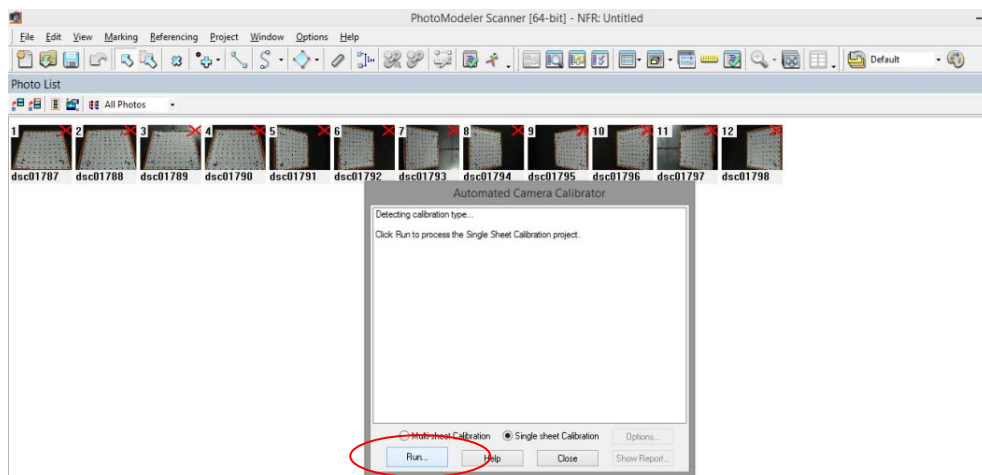 PhotoModeler Scanner [64-bit] - NFR: Untitled
File Edit View Marking Referencing Project Window Options Help
Default
Photo List
All Photos
1 2 3 4 5 6 7 8 9 10 11 12
dsc01787 dsc01788 dsc01789 dsc01790 dsc01791 dsc01792 dsc01793 dsc01794 dsc01795 dsc01796 dsc01797 dsc01798
Automated Camera Calibrator
Detecting calibration type...
Click Run to process the Single Sheet Calibration project.
Multi-sheet Calibration Single sheet Calibration Options...
Run... Help Close Show Report...